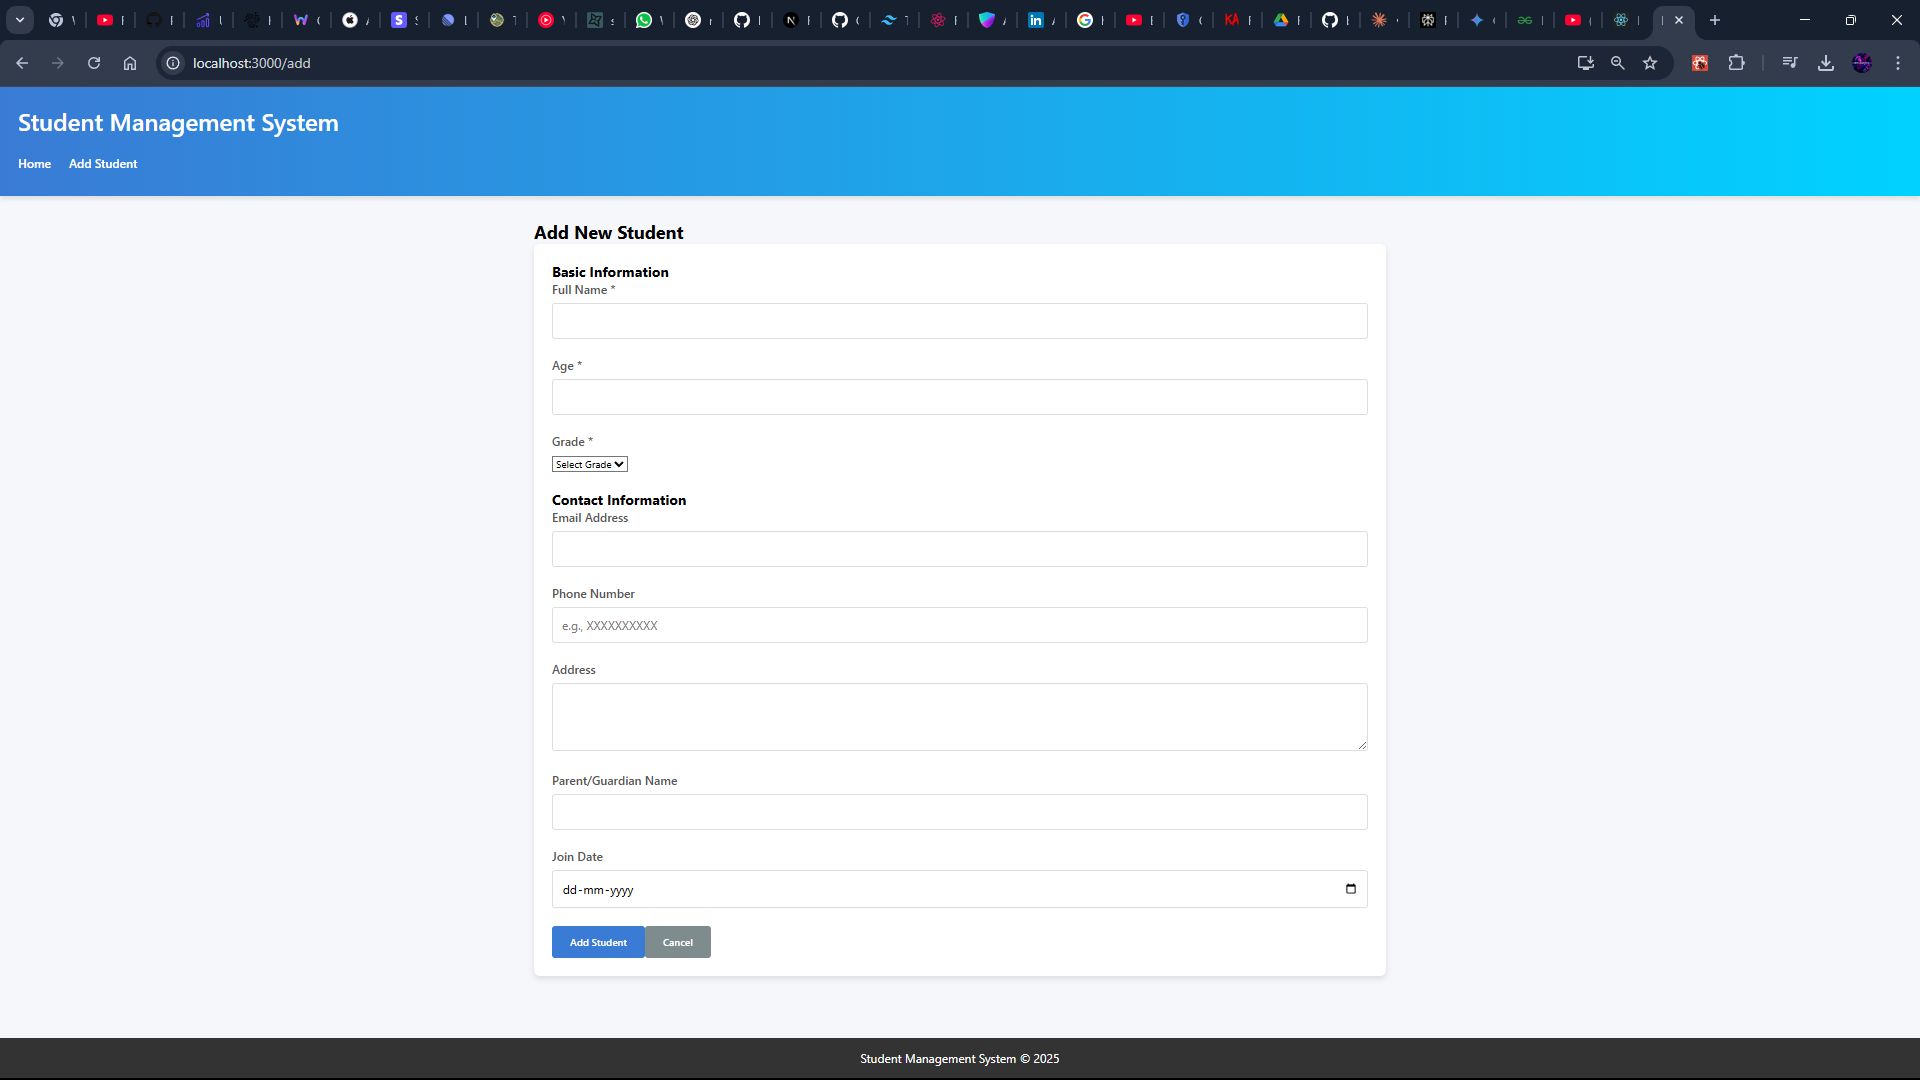 localhost:3000/add
Student Management System
Home Add Student
Add New Student
Basic Information
Full Name *
Age *
Grade *
Select Grade
Contact Information
Email Address
Phone Number
e.g., XXXXXXXXXX
Address
Parent/Guardian Name
Join Date
dd-mm-yyyy
Add Student Cancel
Student Management System © 2025